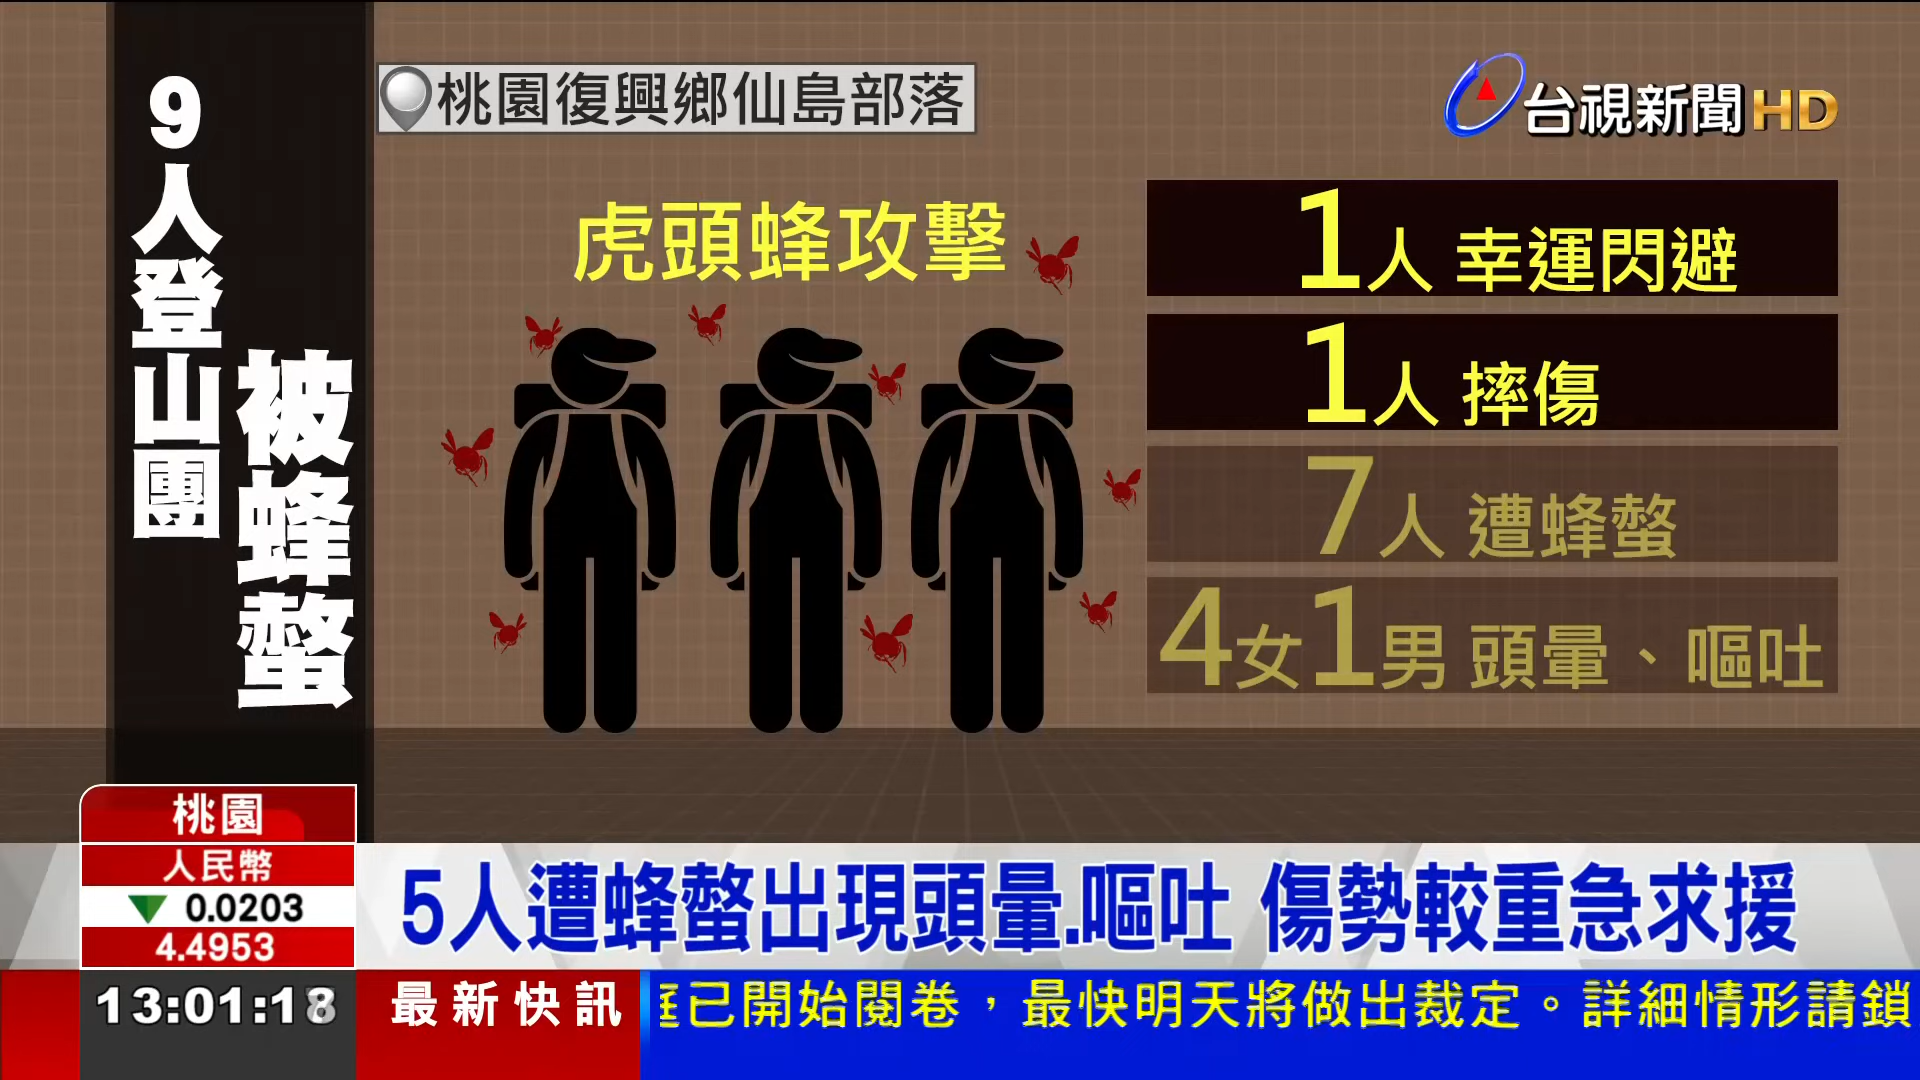 9人登山團
被蜂螫
桃園復興鄉仙島部落
台視新聞HD
虎頭蜂攻擊
1人 幸運閃避
1人 摔傷
7人 遭蜂螫
4女1男 頭暈、嘔吐
桃園
人民幣
▼ 0.0203
4.4953
5人遭蜂螫出現頭暈.嘔吐 傷勢較重急求援
13:01:18
最新快訊
已開始閱卷，最快明天將做出裁定。詳細情形請鎖